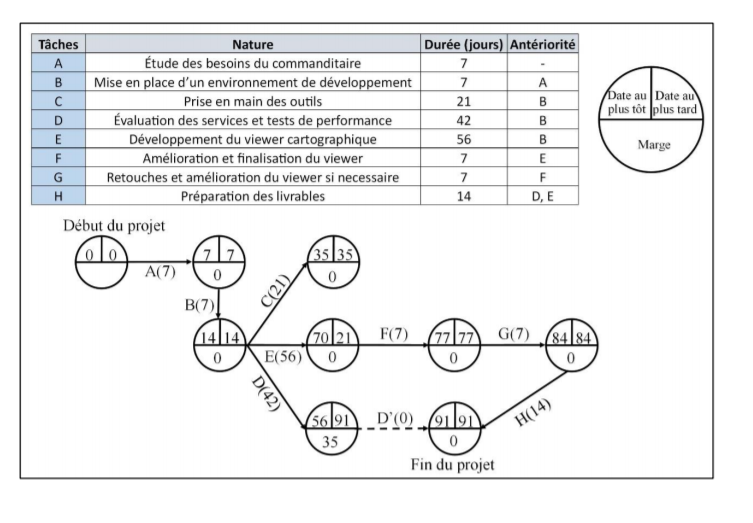 Tâches Nature Durée (jours) Antériorité
A Étude des besoins du commanditaire 7 -
B Mise en place d'un environnement de développement 7 A
C Prise en main des outils 21 B
D Évaluation des services et tests de performance 42 B
E Développement du viewer cartographique 56 B
F Amélioration et finalisation du viewer 7 E
G Retouches et amélioration du viewer si necessaire 7 F
H Préparation des livrables 14 D, E
Date au plus tôt
Date au plus tard
Marge
Début du projet
0 0
A(7)
7 7
0
B(7)
C(21)
35 35
0
14 14
0
E(56)
70 21
0
F(7)
77 77
0
G(7)
84 84
0
D(42)
56 91
35
D'(0)
91 91
0
H(14)
Fin du projet